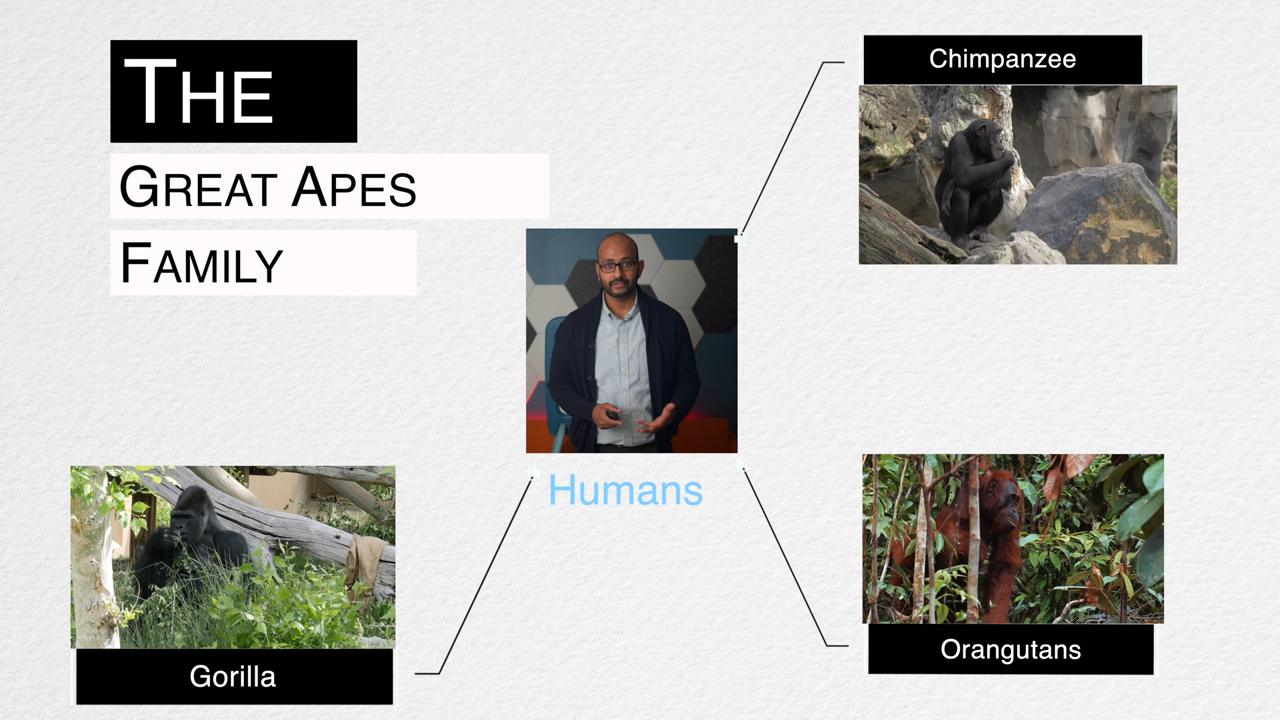 THE
GREAT APES
FAMILY
Chimpanzee
Humans
Gorilla
Orangutans